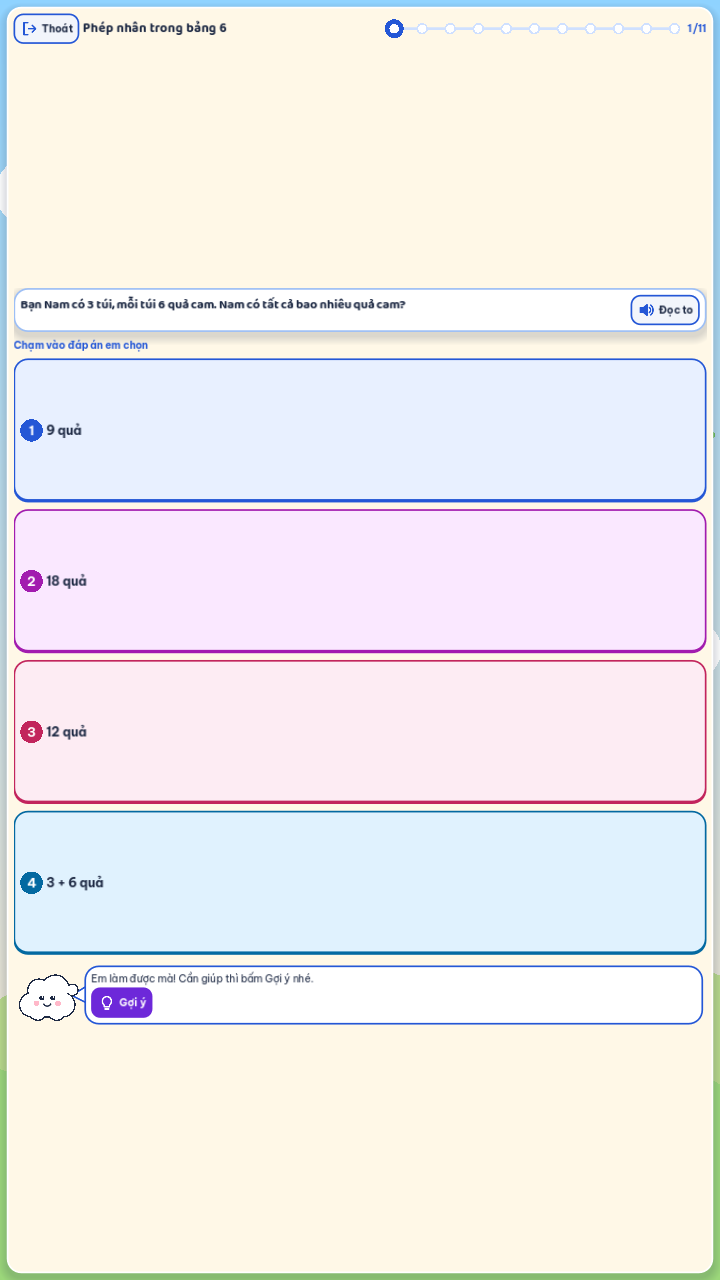 Thoát
Phép nhân trong bảng 6
1/11
Bạn Nam có 3 túi, mỗi túi 6 quả cam. Nam có tất cả bao nhiêu quả cam?
Đọc to
Chạm vào đáp án em chọn
1 9 quả
2 18 quả
3 12 quả
4 3 + 6 quả
Em làm được mà! Cần giúp thì bấm Gợi ý nhé.
Gợi ý